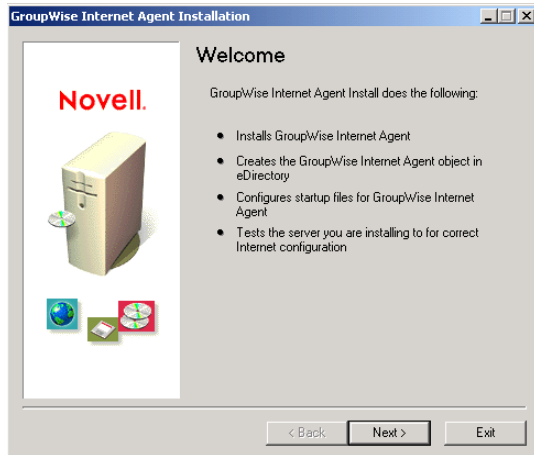 GroupWise Internet Agent Installation
Welcome
Novell.
GroupWise Internet Agent Install does the following:
• Installs GroupWise Internet Agent
• Creates the GroupWise Internet Agent object in
eDirectory
• Configures startup files for GroupWise Internet
Agent
• Tests the server you are installing to for correct
Internet configuration
< Back
Next >
Exit